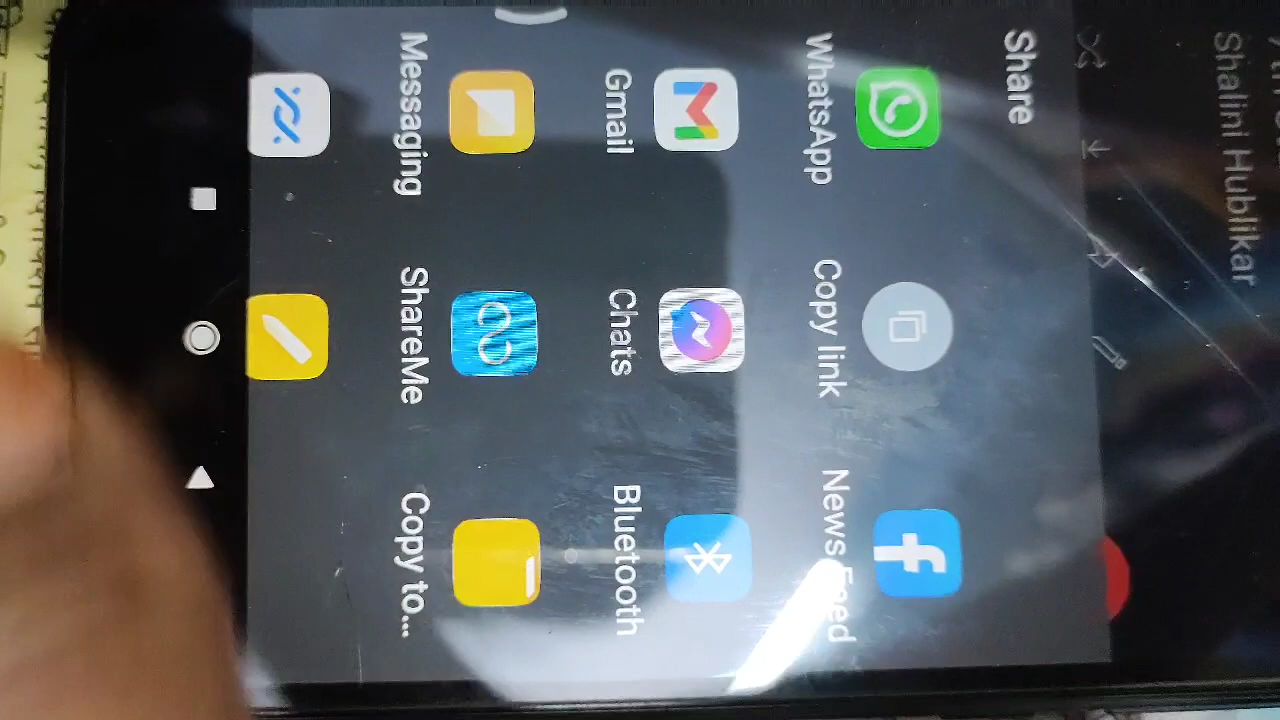 Shalini Hublikar
Share
WhatsApp
Copy link
News Feed
Gmail
Chats
Bluetooth
Messaging
ShareMe
Copy to...